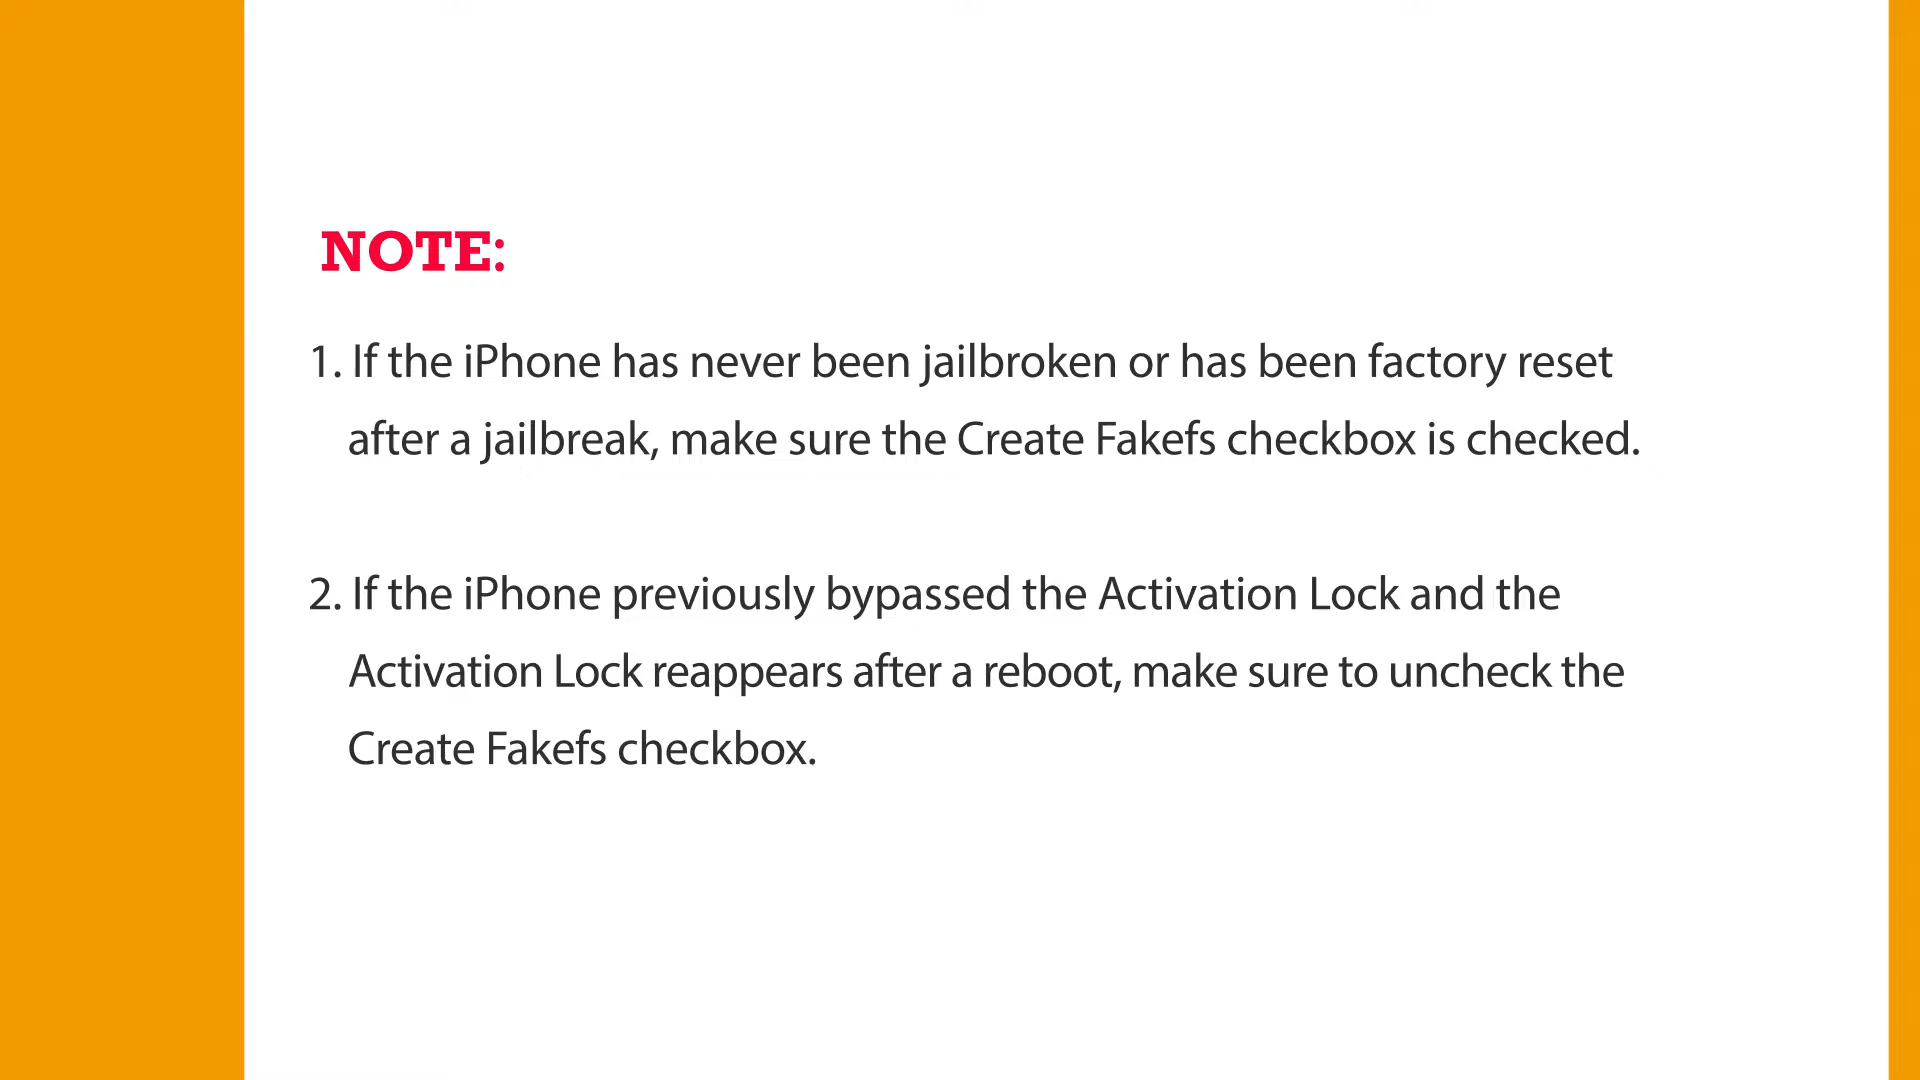 NOTE:
1. If the iPhone has never been jailbroken or has been factory reset
after a jailbreak, make sure the Create Fakefs checkbox is checked.
2. If the iPhone previously bypassed the Activation Lock and the
Activation Lock reappears after a reboot, make sure to uncheck the
Create Fakefs checkbox.